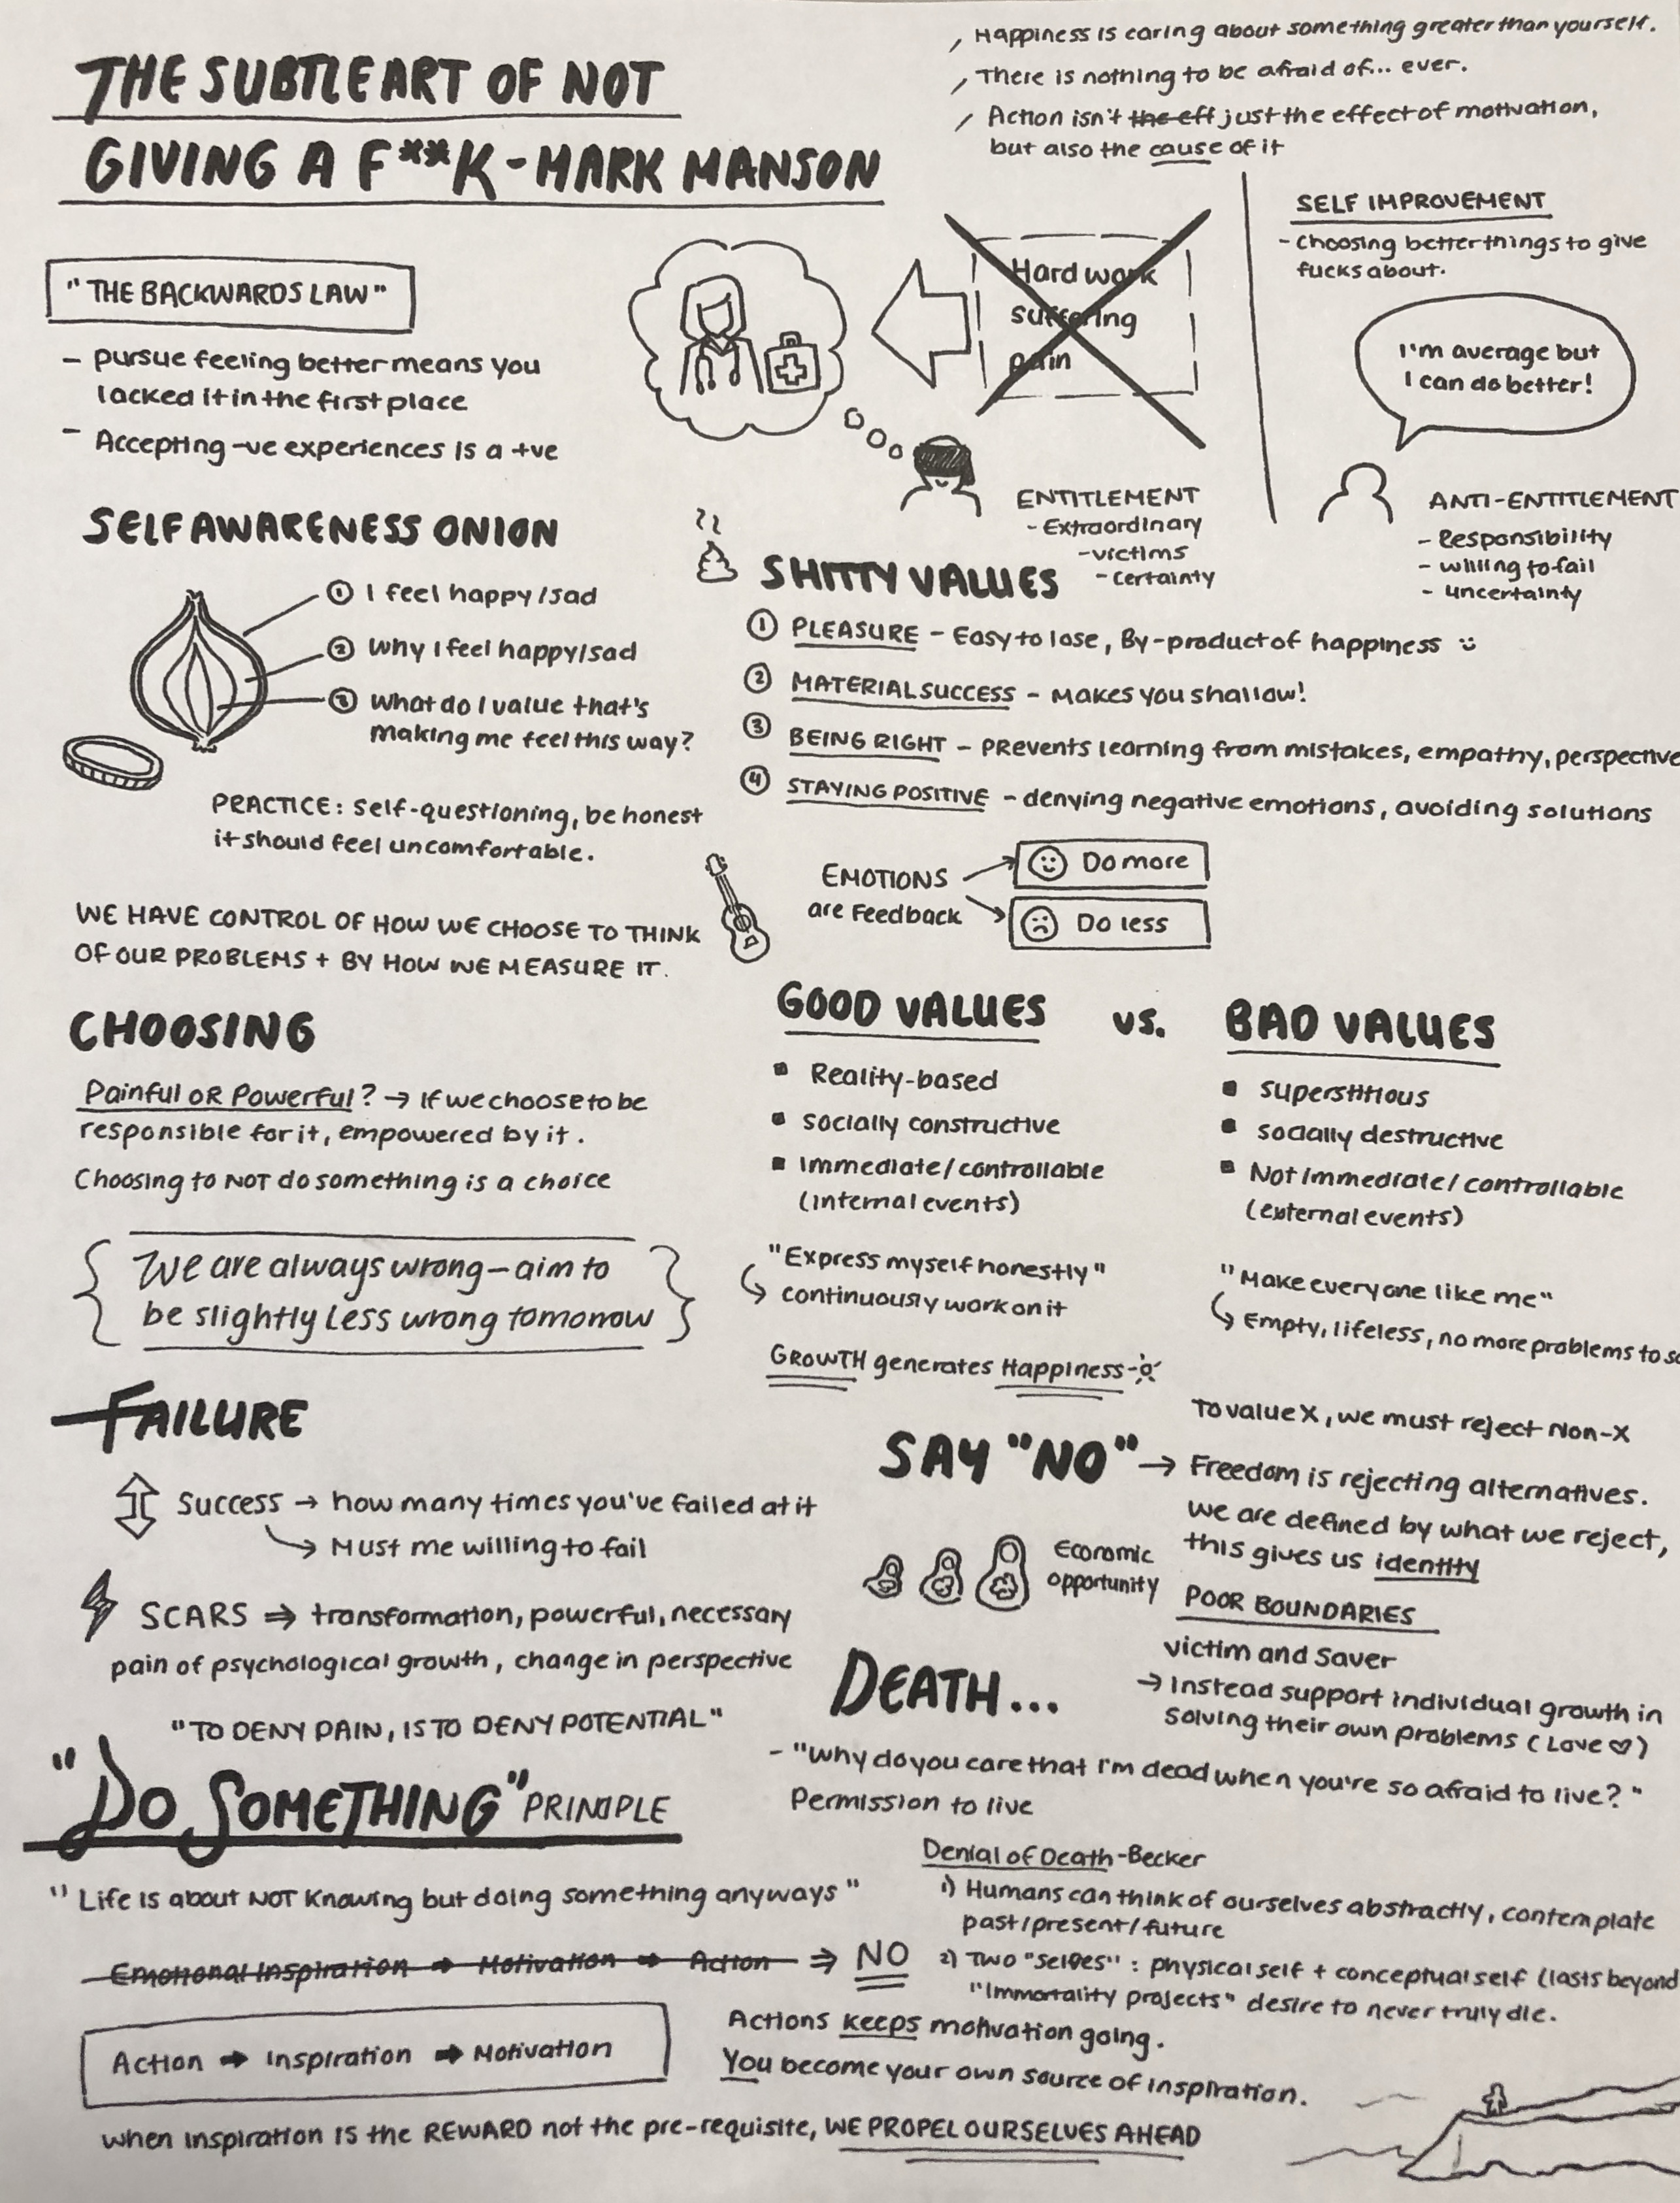 THE SUBTLE ART OF NOT
GIVING A F**K - MARK MANSON
/ Happiness is caring about something greater than yourself.
/ There is nothing to be afraid of... ever.
/ Action isn't the eff just the effect of motivation,
but also the cause of it
"THE BACKWARDS LAW"
- pursue feeling better means you
lacked it in the first place
- Accepting -ve experiences is a +ve
Hard work
suffering
pain
ENTITLEMENT
- Extraordinary
- victims
- certainty
SELF IMPROVEMENT
- Choosing better things to give
fucks about.
I'm average but
I can do better!
ANTI-ENTITLEMENT
- Responsibility
- willing to fail
- uncertainty
SELF AWARENESS ONION
① I feel happy/sad
② Why I feel happy/sad
③ What do I value that's
making me feel this way?
PRACTICE: Self-questioning, be honest
it should feel uncomfortable.
SHITTY VALUES
① PLEASURE - Easy to lose, By-product of happiness
② MATERIAL SUCCESS - Makes you shallow!
③ BEING RIGHT - Prevents learning from mistakes, empathy, perspective
④ STAYING POSITIVE - denying negative emotions, avoiding solutions
EMOTIONS
are Feedback
Do more
Do less
WE HAVE CONTROL OF HOW WE CHOOSE TO THINK
OF OUR PROBLEMS + BY HOW WE MEASURE IT.
CHOOSING
Painful OR Powerful? → If we choose to be
responsible for it, empowered by it.
Choosing to NOT do something is a choice
{ We are always wrong - aim to
be slightly less wrong tomorrow }
GOOD VALUES vs. BAD VALUES
▪ Reality-based
▪ socially constructive
▪ Immediate/controllable
(internal events)
"Express myself honestly"
↳ continuously work on it
▪ superstitious
▪ socially destructive
▪ Not immediate/controllable
(external events)
"Make everyone like me"
↳ Empty, lifeless, no more problems to
GROWTH generates Happiness
FAILURE
Success → how many times you've failed at it
→ Must me willing to fail
SCARS ⇒ transformation, powerful, necessary
pain of psychological growth, change in perspective
"TO DENY PAIN, IS TO DENY POTENTIAL"
To value X, we must reject Non-X
SAY "NO" → Freedom is rejecting alternatives.
We are defined by what we reject,
this gives us identity
Economic
opportunity
POOR BOUNDARIES
victim and saver
→ Instead support individual growth in
solving their own problems (Love ♡)
DEATH...
- "Why do you care that I'm dead when you're so afraid to live?"
Permission to live
Denial of Death - Becker
1) Humans can think of ourselves abstractly, contemplate
past/present/future
2) Two "selves" : physical self + conceptual self (lasts beyond
"Immortality projects" desire to never truly die.
"DO SOMETHING" PRINCIPLE
"Life is about NOT Knowing but doing something anyways"
Emotional Inspiration → Motivation → Action ⇒ NO
Action → Inspiration → Motivation
Actions keeps motivation going.
You become your own source of inspiration.
When inspiration is the REWARD not the pre-requisite, WE PROPEL OURSELVES AHEAD